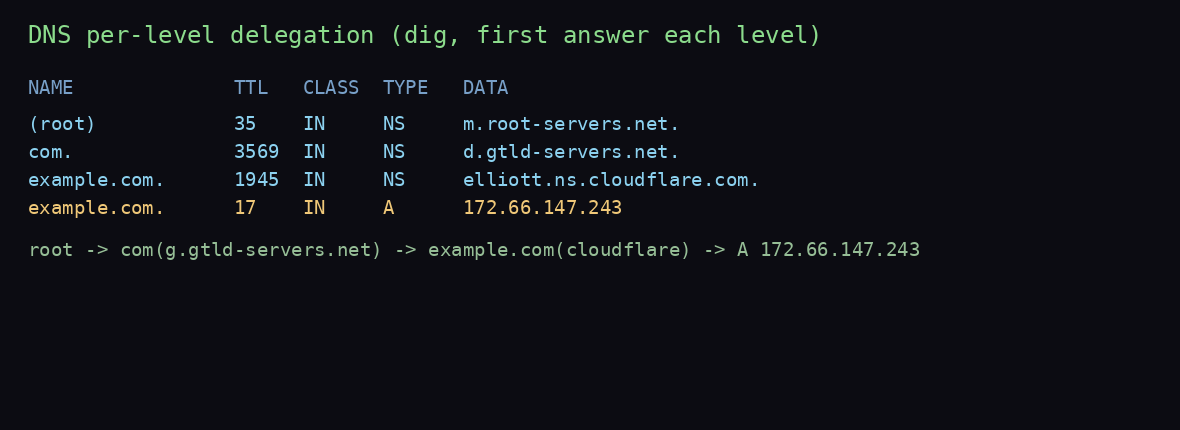 DNS per-level delegation (dig, first answer each level)
NAME TTL CLASS TYPE DATA
(root) 35 IN NS m.root-servers.net.
com. 3569 IN NS d.gtld-servers.net.
example.com. 1945 IN NS elliott.ns.cloudflare.com.
example.com. 17 IN A 172.66.147.243
root -> com(g.gtld-servers.net) -> example.com(cloudflare) -> A 172.66.147.243